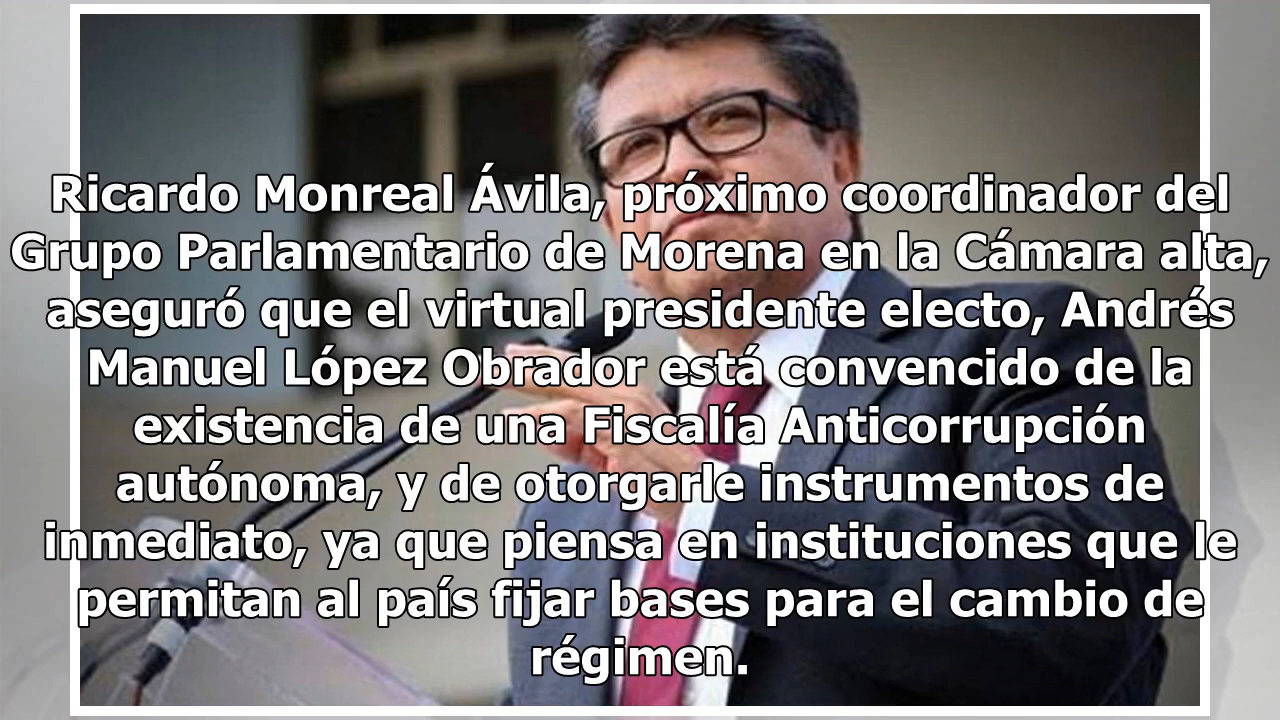 Ricardo Monreal Ávila, próximo coordinador del
Grupo Parlamentario de Morena en la Cámara alta,
aseguró que el virtual presidente electo, Andrés
Manuel López Obrador está convencido de la
existencia de una Fiscalía Anticorrupción
autónoma, y de otorgarle instrumentos de
inmediato, ya que piensa en instituciones que le
permitan al país fijar bases para el cambio de
régimen.